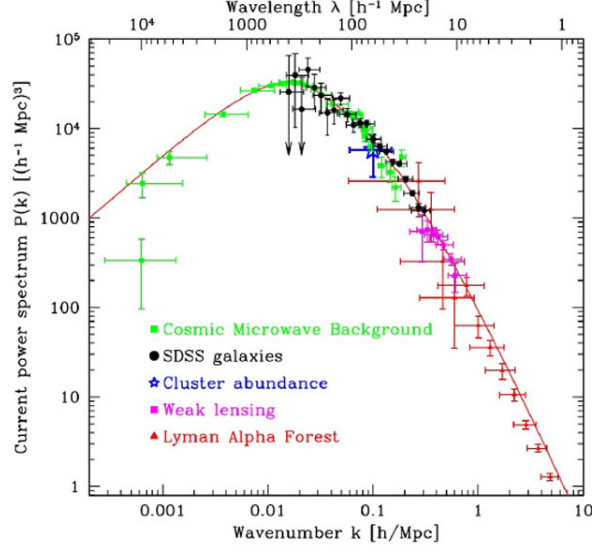 Wavelength λ [h⁻¹ Mpc]
10⁴ 1000 100 10 1
Current power spectrum P(k) [(h⁻¹ Mpc)³]
10⁵
10⁴
1000
100
10
1
Cosmic Microwave Background
SDSS galaxies
Cluster abundance
Weak lensing
Lyman Alpha Forest
0.001 0.01 0.1 1 10
Wavenumber k [h/Mpc]